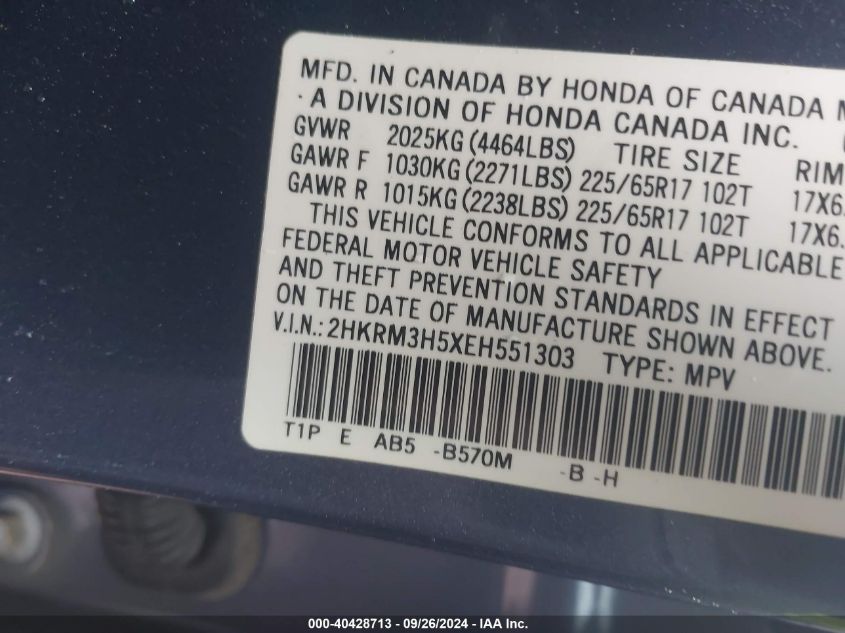 MFD. IN CANADA BY HONDA OF CANADA
· A DIVISION OF HONDA CANADA INC.
GVWR 2025KG (4464LBS) TIRE SIZE RIM
GAWR F 1030KG (2271LBS) 225/65R17 102T 17X6.
GAWR R 1015KG (2238LBS) 225/65R17 102T 17X6.
THIS VEHICLE CONFORMS TO ALL APPLICABLE
FEDERAL MOTOR VEHICLE SAFETY
AND THEFT PREVENTION STANDARDS IN EFFECT
ON THE DATE OF MANUFACTURE SHOWN ABOVE.
V.I.N.: 2HKRM3H5XEH551303 TYPE: MPV
T1P E AB5 -B570M -B -H
000-40428713 - 09/26/2024 - IAA Inc.